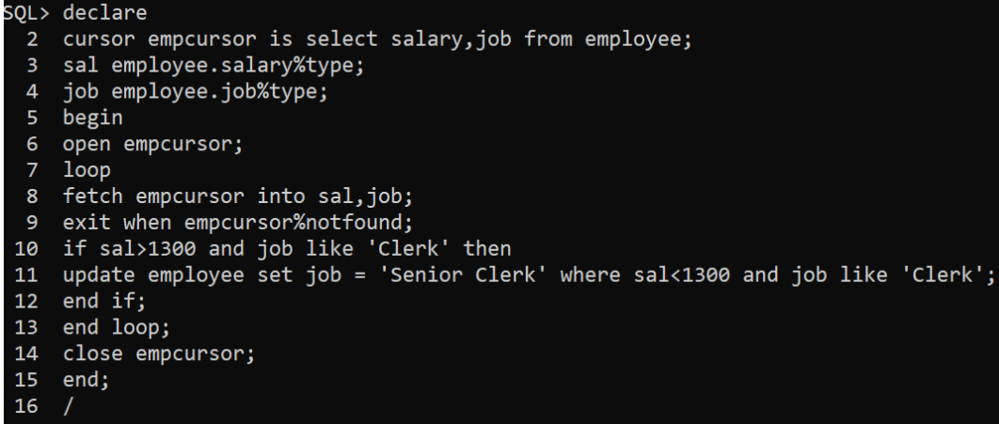 SQL> declare
2 cursor empcursor is select salary,job from employee;
3 sal employee.salary%type;
4 job employee.job%type;
5 begin
6 open empcursor;
7 loop
8 fetch empcursor into sal,job;
9 exit when empcursor%notfound;
10 if sal>1300 and job like 'Clerk' then
11 update employee set job = 'Senior Clerk' where sal<1300 and job like 'Clerk';
12 end if;
13 end loop;
14 close empcursor;
15 end;
16 /